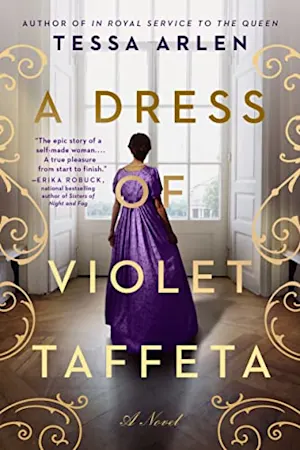 AUTHOR OF IN ROYAL SERVICE TO THE QUEEN
TESSA ARLEN
A DRESS
"The epic story of a
self-made woman....
A true pleasure
from start to finish."
—ERIKA ROBUCK,
national bestselling
author of Sisters of
Night and Fog
OF
VIOLET
TAFFETA
A Novel